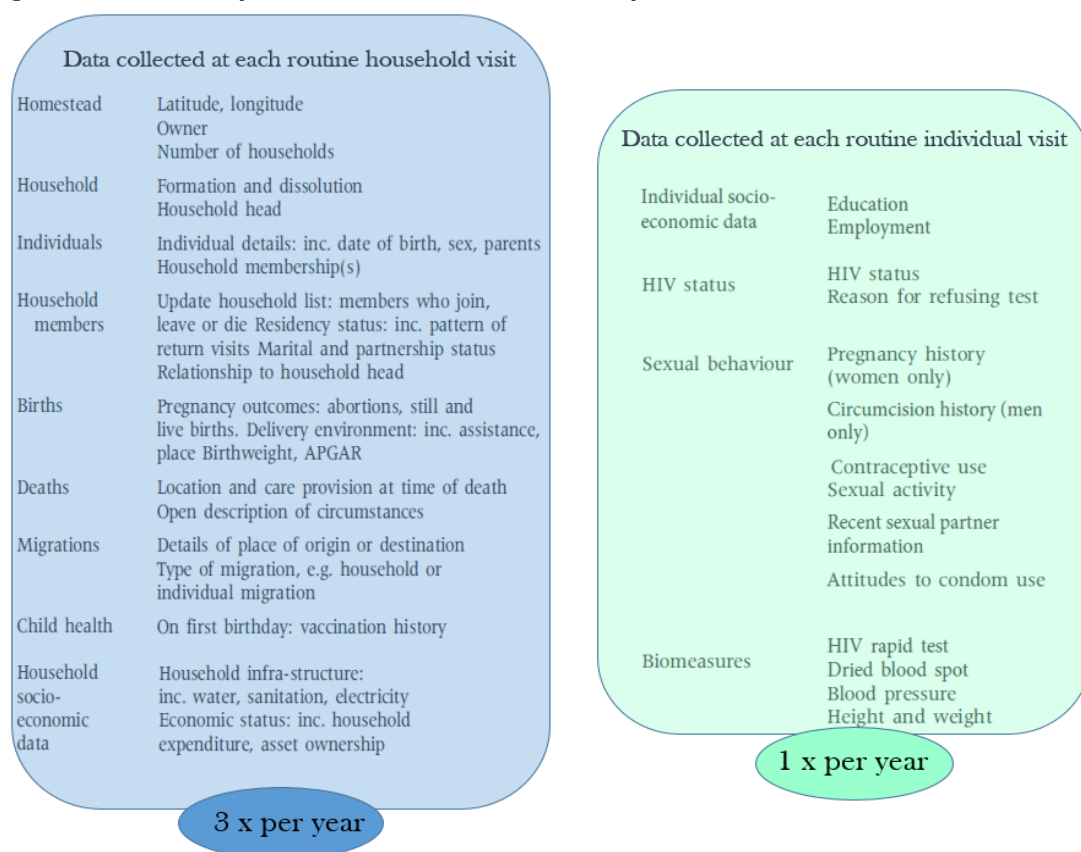 Data collected at each routine household visit
Homestead Latitude, longitude
Owner
Number of households
Household Formation and dissolution
Household head
Individuals Individual details: inc. date of birth, sex, parents
Household membership(s)
Household Update household list: members who join,
members leave or die Residency status: inc. pattern of
return visits Marital and partnership status
Relationship to household head
Births Pregnancy outcomes: abortions, still and
live births. Delivery environment: inc. assistance,
place Birthweight, APGAR
Deaths Location and care provision at time of death
Open description of circumstances
Migrations Details of place of origin or destination
Type of migration, e.g. household or
individual migration
Child health On first birthday: vaccination history
Household Household infra-structure:
socio- inc. water, sanitation, electricity
economic Economic status: inc. household
data expenditure, asset ownership
3 x per year
Data collected at each routine individual visit
Individual socio- Education
economic data Employment
HIV status HIV status
Reason for refusing test
Sexual behaviour Pregnancy history
(women only)
Circumcision history (men
only)
Contraceptive use
Sexual activity
Recent sexual partner
information
Attitudes to condom use
Biomeasures HIV rapid test
Dried blood spot
Blood pressure
Height and weight
1 x per year